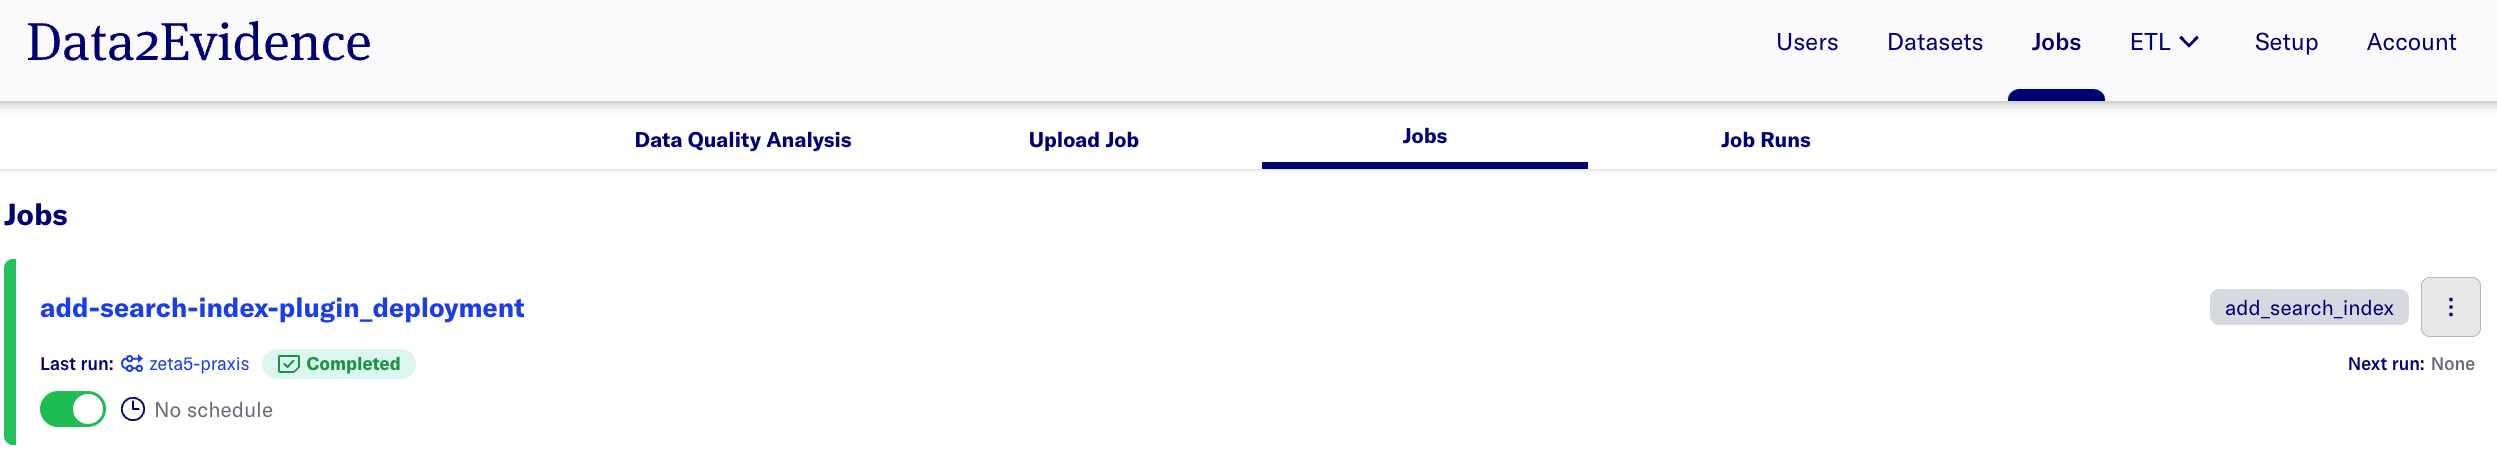 Data2Evidence
Users Datasets Jobs ETL Setup Account
Data Quality Analysis Upload Job Jobs Job Runs
Jobs
add-search-index-plugin_deployment add_search_index
Last run: zeta5-praxis Completed Next run: None
No schedule